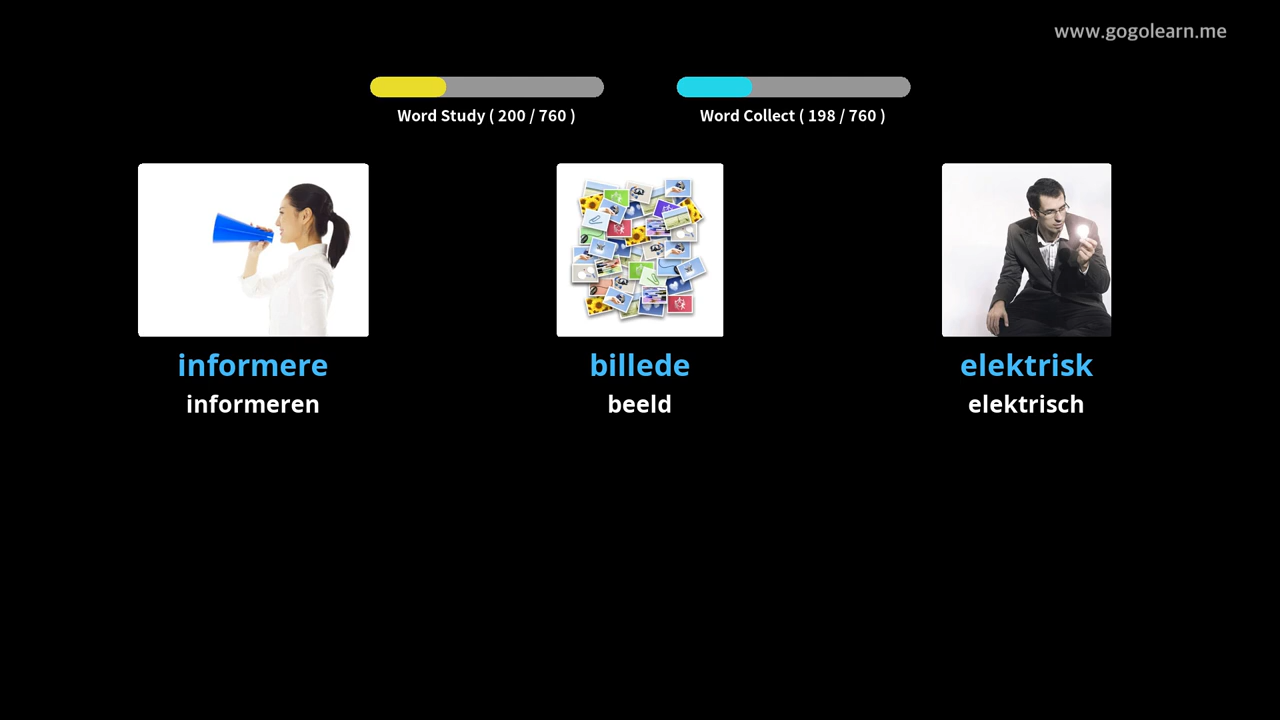 www.gogolearn.me
Word Study ( 200 / 760 )
Word Collect ( 198 / 760 )
informere
informeren
billede
beeld
elektrisk
elektrisch